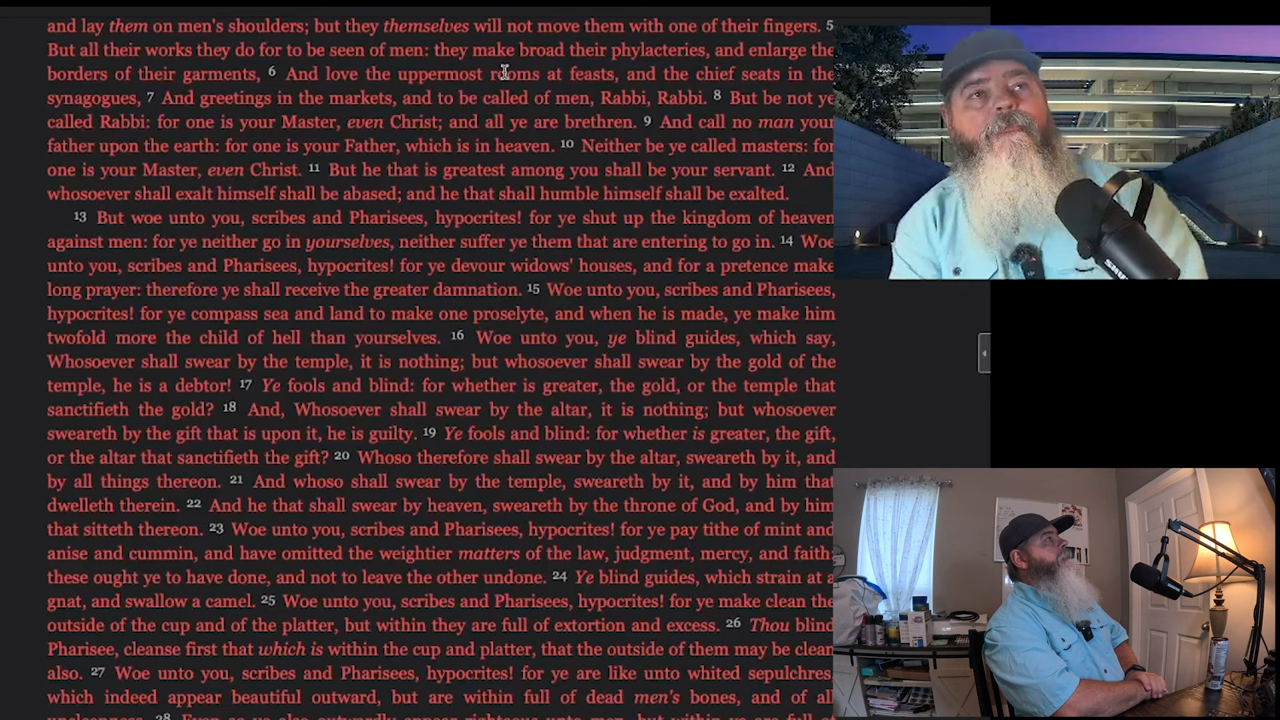 and lay them on men's shoulders; but they themselves will not move them with one of their fingers. 5
But all their works they do for to be seen of men: they make broad their phylacteries, and enlarge the
borders of their garments, 6 And love the uppermost rooms at feasts, and the chief seats in the
synagogues, 7 And greetings in the markets, and to be called of men, Rabbi, Rabbi. 8 But be not ye
called Rabbi: for one is your Master, even Christ; and all ye are brethren. 9 And call no man your
father upon the earth: for one is your Father, which is in heaven. 10 Neither be ye called masters: for
one is your Master, even Christ. 11 But he that is greatest among you shall be your servant. 12 And
whosoever shall exalt himself shall be abased; and he that shall humble himself shall be exalted.
13 But woe unto you, scribes and Pharisees, hypocrites! for ye shut up the kingdom of heaven
against men: for ye neither go in yourselves, neither suffer ye them that are entering to go in. 14 Woe
unto you, scribes and Pharisees, hypocrites! for ye devour widows' houses, and for a pretence make
long prayer: therefore ye shall receive the greater damnation. 15 Woe unto you, scribes and Pharisees,
hypocrites! for ye compass sea and land to make one proselyte, and when he is made, ye make him
twofold more the child of hell than yourselves. 16 Woe unto you, ye blind guides, which say,
Whosoever shall swear by the temple, it is nothing; but whosoever shall swear by the gold of the
temple, he is a debtor! 17 Ye fools and blind: for whether is greater, the gold, or the temple that
sanctifieth the gold? 18 And, Whosoever shall swear by the altar, it is nothing; but whosoever
sweareth by the gift that is upon it, he is guilty. 19 Ye fools and blind: for whether is greater, the gift,
or the altar that sanctifieth the gift? 20 Whoso therefore shall swear by the altar, sweareth by it, and
by all things thereon. 21 And whoso shall swear by the temple, sweareth by it, and by him that
dwelleth therein. 22 And he that shall swear by heaven, sweareth by the throne of God, and by him
that sitteth thereon. 23 Woe unto you, scribes and Pharisees, hypocrites! for ye pay tithe of mint and
anise and cummin, and have omitted the weightier matters of the law, judgment, mercy, and faith:
these ought ye to have done, and not to leave the other undone. 24 Ye blind guides, which strain at a
gnat, and swallow a camel. 25 Woe unto you, scribes and Pharisees, hypocrites! for ye make clean the
outside of the cup and of the platter, but within they are full of extortion and excess. 26 Thou blind
Pharisee, cleanse first that which is within the cup and platter, that the outside of them may be clean
also. 27 Woe unto you, scribes and Pharisees, hypocrites! for ye are like unto whited sepulchres,
which indeed appear beautiful outward, but are within full of dead men's bones, and of all
uncleanness. 28 Even so ye also outwardly appear righteous unto men, but within ye are full of